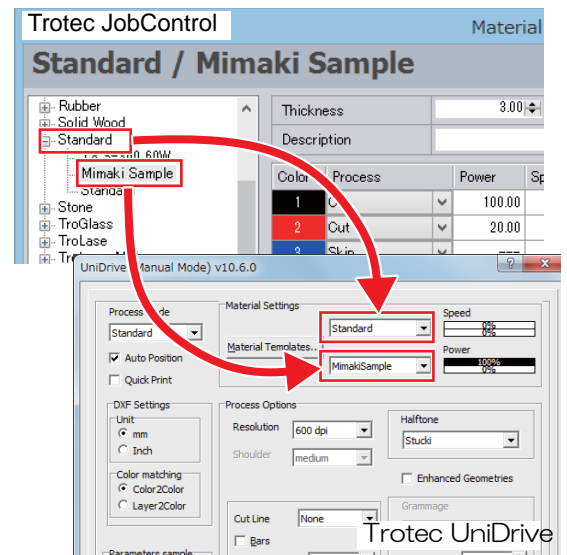 Trotec JobControl
Material
Standard / Mimaki Sample
Rubber
Solid Wood
Standard
Mimaki Sample
Standa
Stone
TroGlass
TroLase
Thickness 3.00
Description
Color Process Power Sp
1 C 100.00
2 Cut 20.00
3 Skip ---
UniDrive (Manual Mode) v10.6.0
Process Mode
Standard
Auto Position
Quick Print
Material Settings
Standard
Material Templates..
MimakiSample
Speed
0%
0%
Power
100%
0%
DXF Settings
Unit
mm
Inch
Color matching
Color2Color
Layer2Color
Parameters sample
Process Options
Resolution 600 dpi
Shoulder medium
Cut Line None
Bars
Halftone
Stucki
Enhanced Geometries
Grammage
Trotec UniDrive